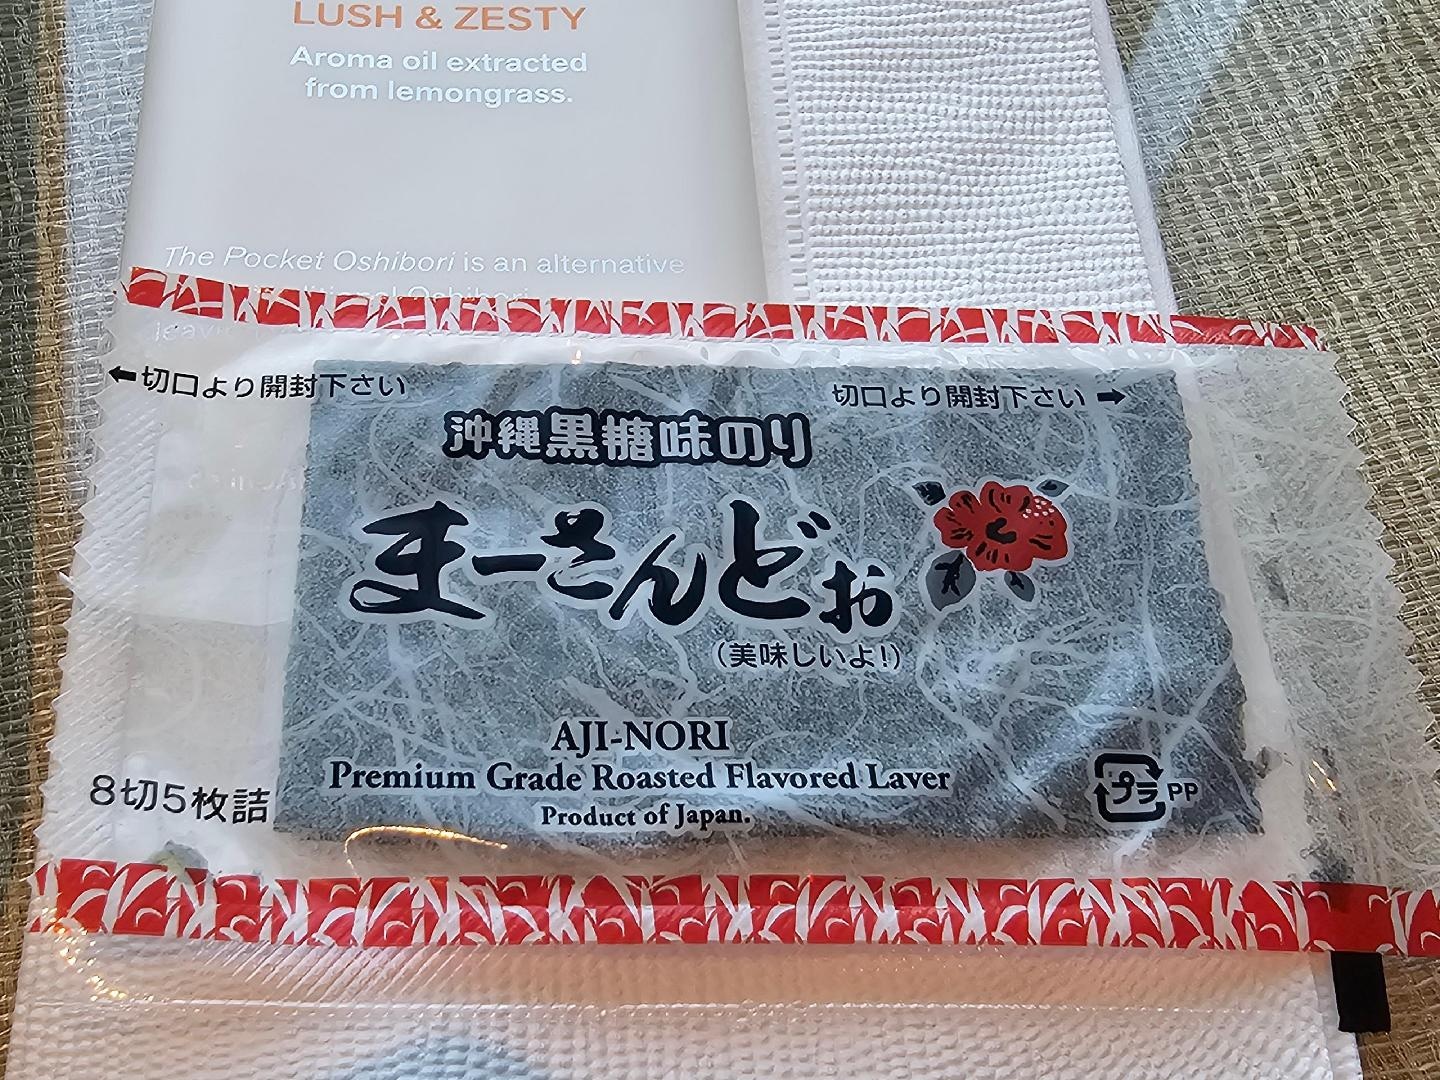 LUSH & ZESTY
Aroma oil extracted
from lemongrass.
The Pocket Oshibori is an alternative
Oshibori
←切口より開封下さい
切口より開封下さい→
沖縄黒糖味のり
まーさんどぉ
(美味しいよ!)
AJI-NORI
Premium Grade Roasted Flavored Laver
Product of Japan.
8切5枚詰
プラ PP